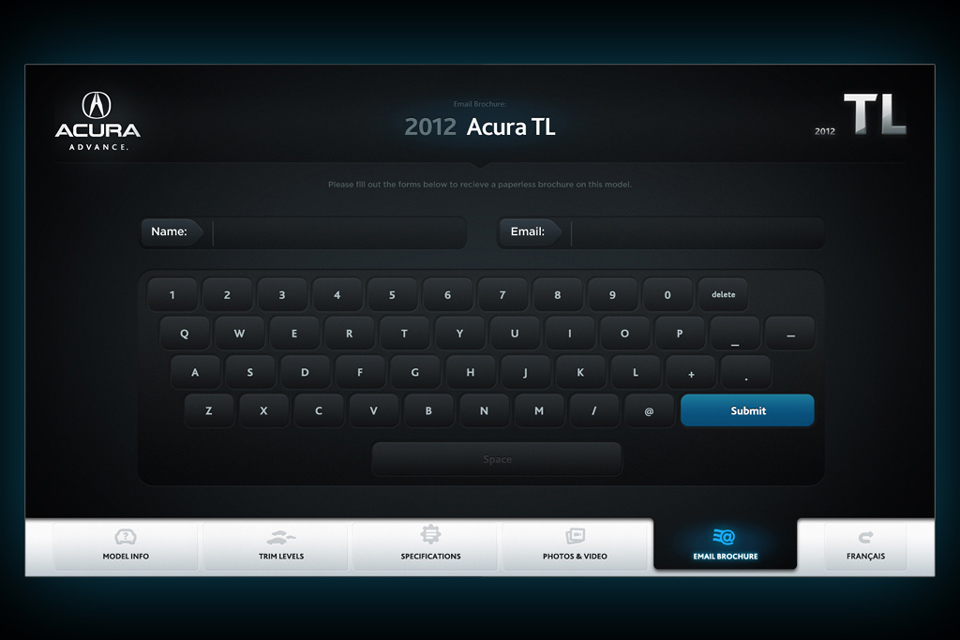 ACURA
ADVANCE.
Email Brochure:
2012 Acura TL
2012 TL
Please fill out the forms below to recieve a paperless brochure on this model.
Name:
Email:
1 2 3 4 5 6 7 8 9 0 delete
Q W E R T Y U I O P _ –
A S D F G H J K L + .
Z X C V B N M / @ Submit
Space
MODEL INFO
TRIM LEVELS
SPECIFICATIONS
PHOTOS & VIDEO
EMAIL BROCHURE
FRANÇAIS